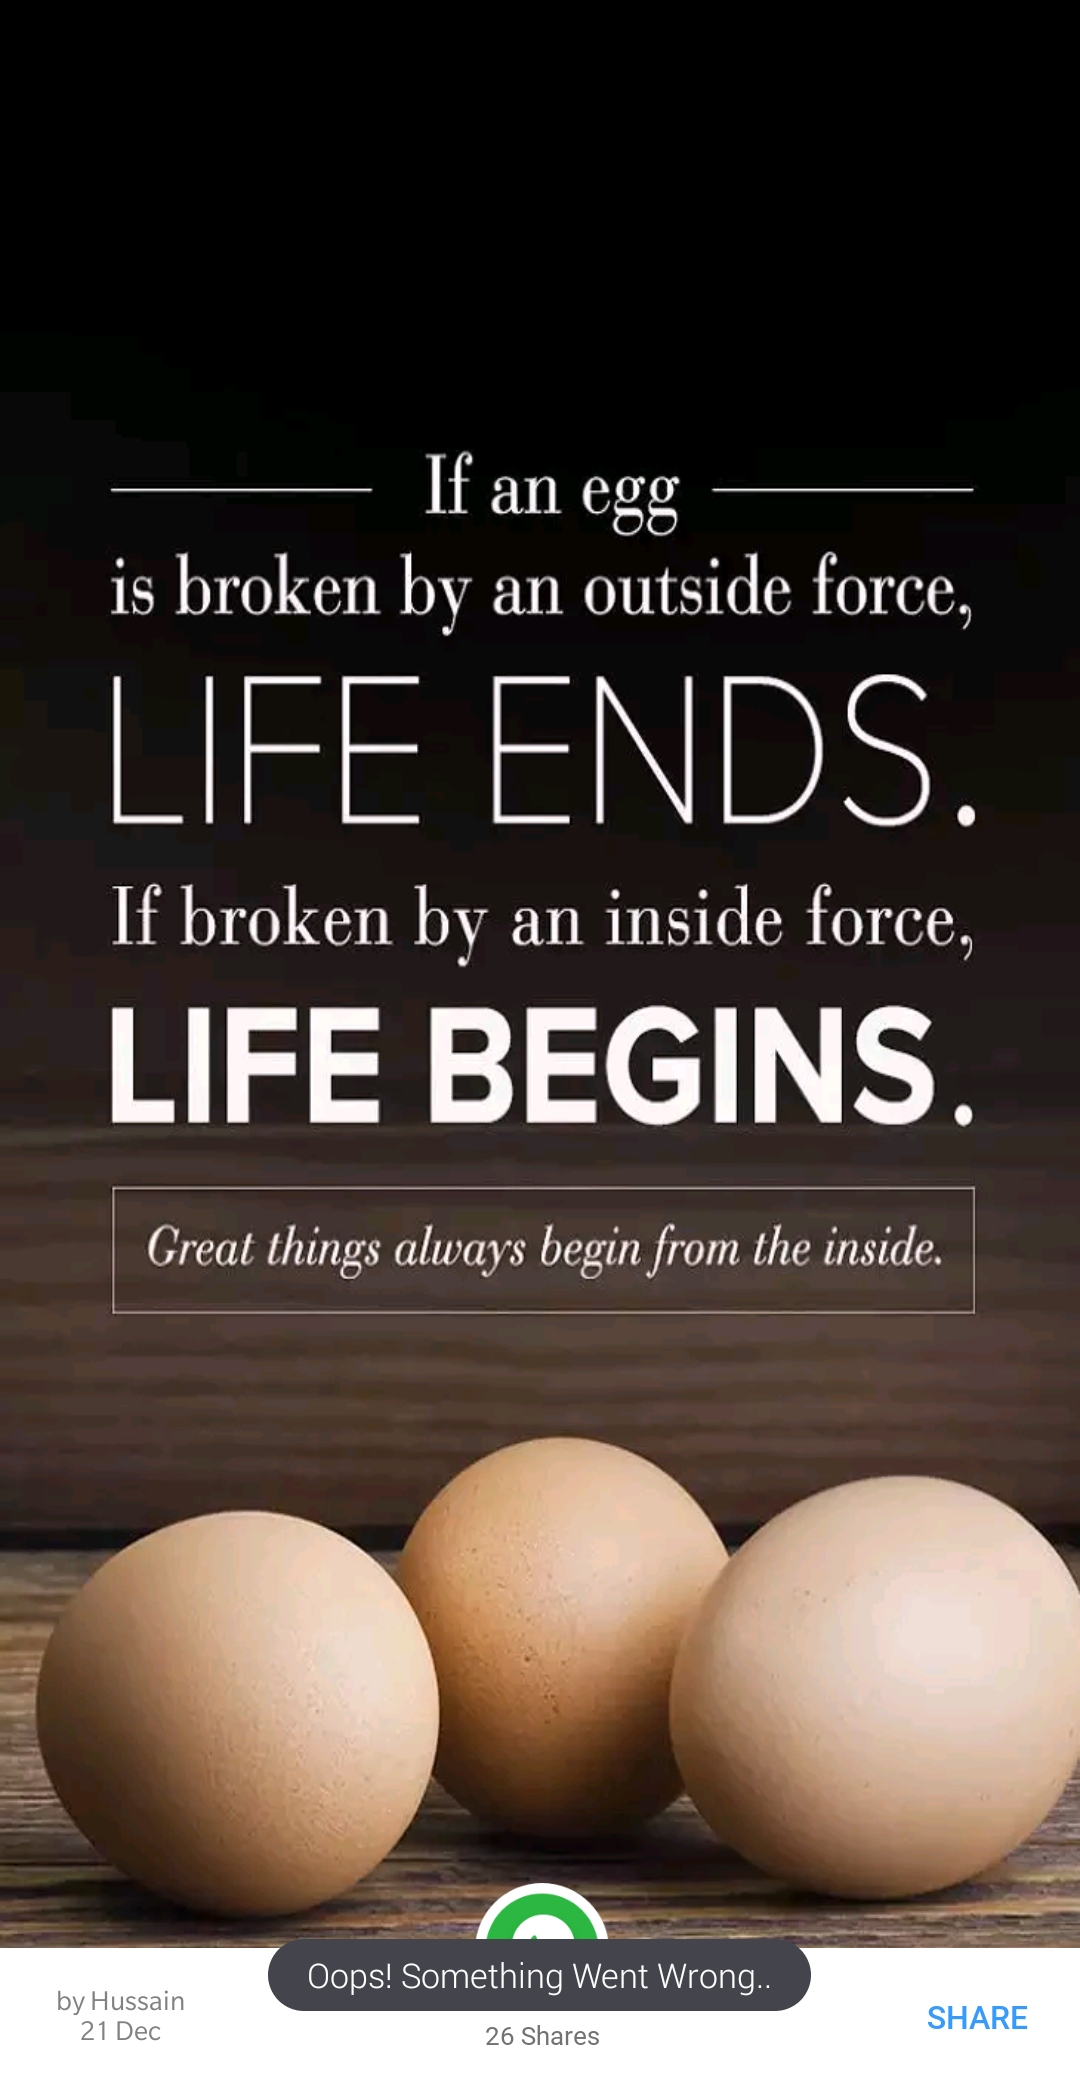 If an egg
is broken by an outside force,
LIFE ENDS.
If broken by an inside force,
LIFE BEGINS.
Great things always begin from the inside.
Oops! Something Went Wrong..
by Hussain
21 Dec
26 Shares
SHARE